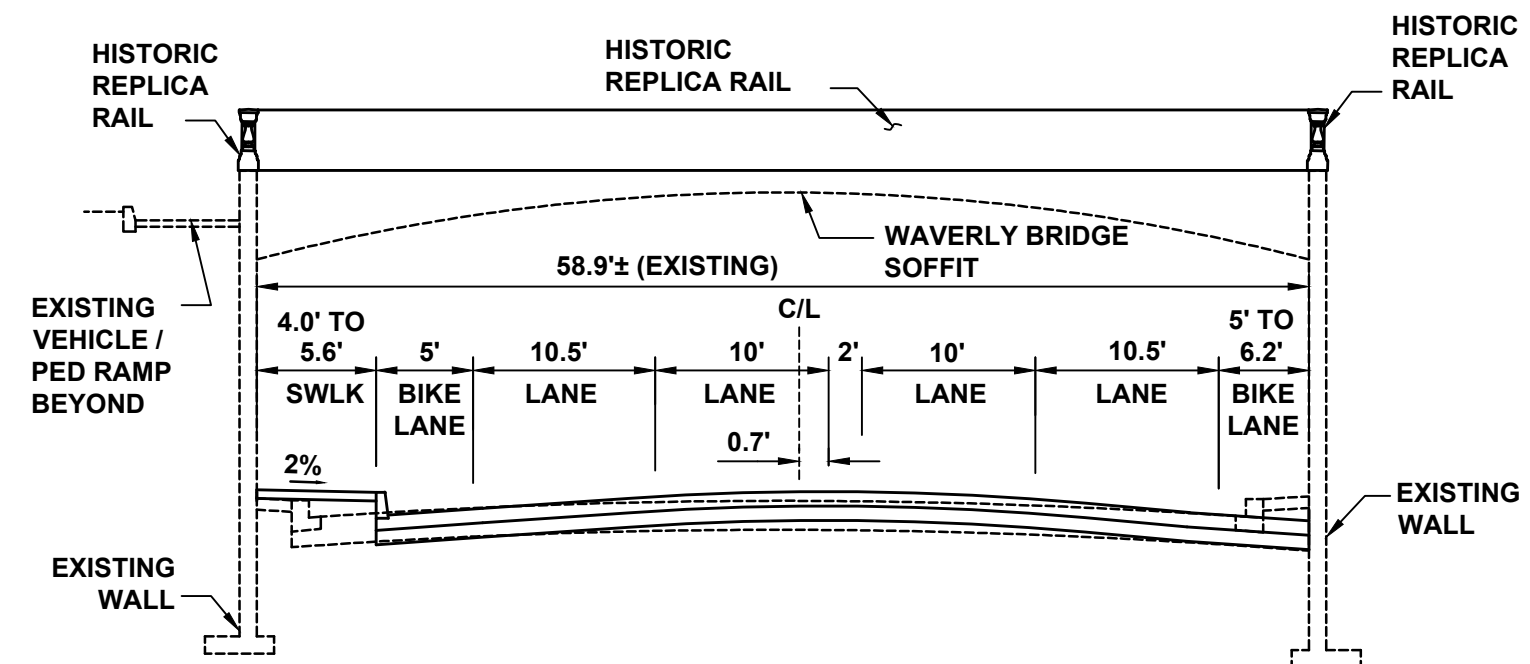 HISTORIC
REPLICA
RAIL
HISTORIC
REPLICA RAIL
HISTORIC
REPLICA
RAIL
WAVERLY BRIDGE
SOFFIT
58.9'± (EXISTING)
EXISTING
VEHICLE /
PED RAMP
BEYOND
C/L
4.0' TO
5.6'
SWLK
5'
BIKE
LANE
10.5'
LANE
10'
LANE
2'
10'
LANE
10.5'
LANE
5' TO
6.2'
BIKE
LANE
0.7'
2%
EXISTING
WALL
EXISTING
WALL